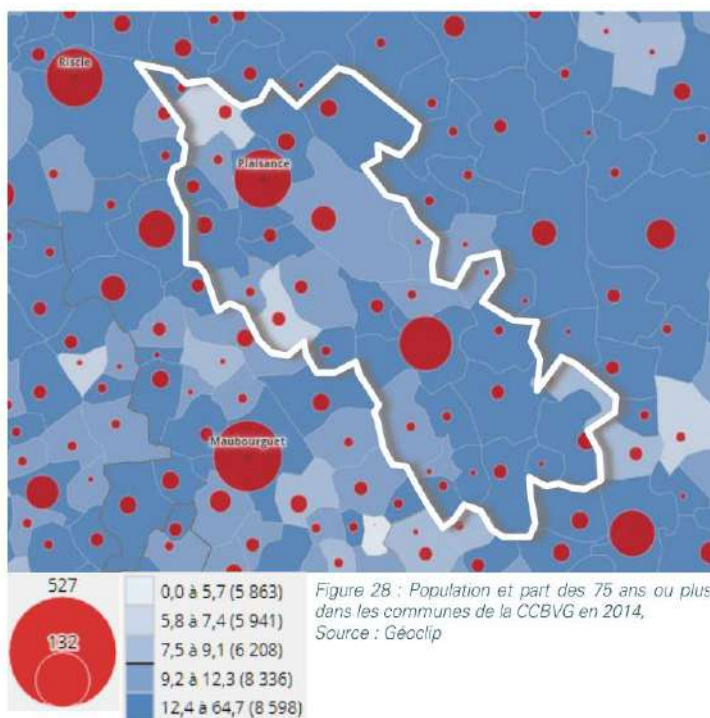 Riscle
Plaisance
Maubourguet
527
132
0,0 à 5,7 (5 863)
5,8 à 7,4 (5 941)
7,5 à 9,1 (6 208)
9,2 à 12,3 (8 336)
12,4 à 64,7 (8 598)
Figure 28 : Population et part des 75 ans ou plus
dans les communes de la CCBVG en 2014,
Source : Géoclip